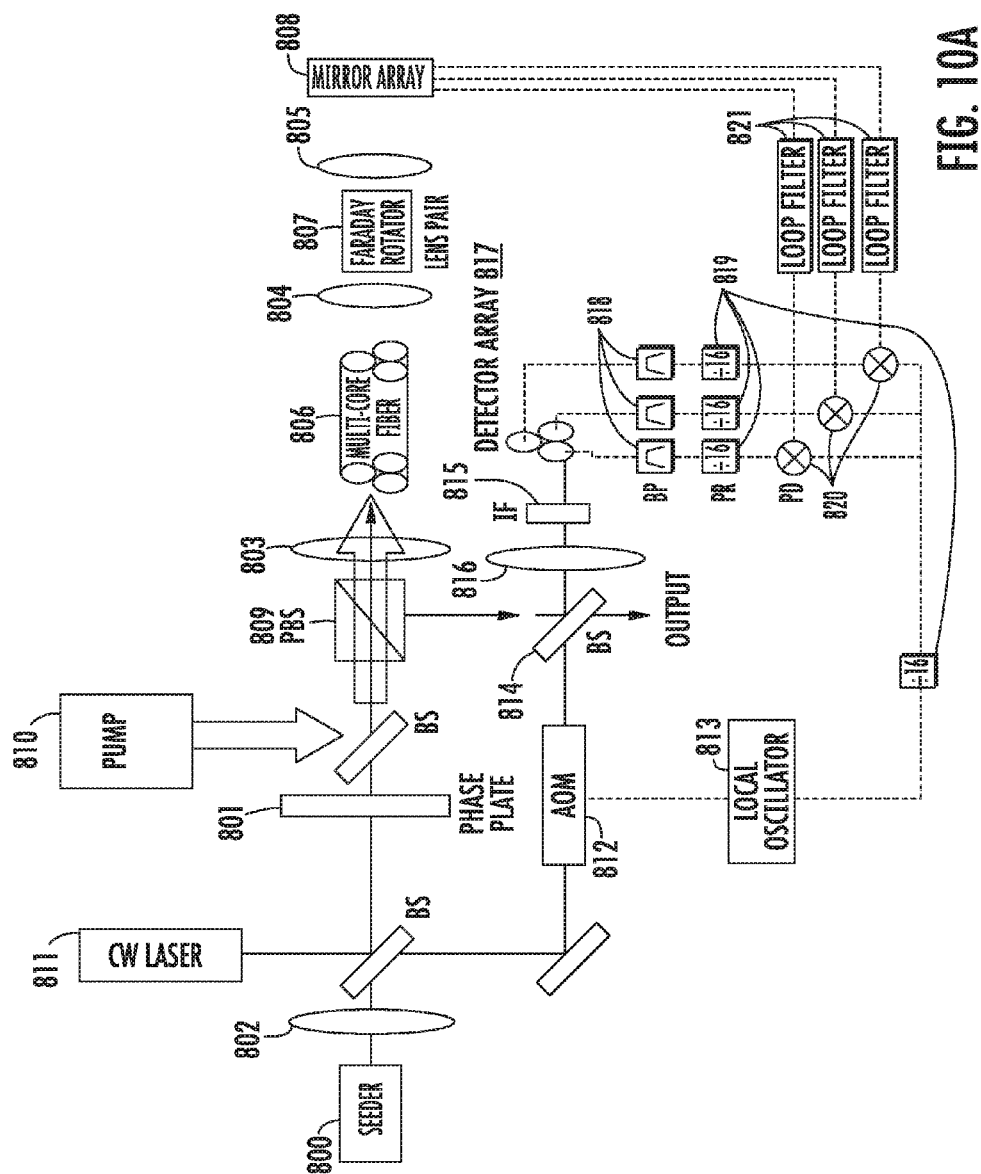 800
SEEDER
802
811
CW LASER
BS
801
PHASE
PLATE
810
PUMP
BS
809
PBS
803
806
MULTI-CORE
FIBER
804
807
FARADAY
ROTATOR
LENS PAIR
805
808
MIRROR ARRAY
812
AOM
813
LOCAL
OSCILLATOR
814
BS
OUTPUT
816
IF
815
DETECTOR ARRAY 817
818
BP
819
PR
÷16
÷16
÷16
÷16
PD
820
821
LOOP FILTER
LOOP FILTER
LOOP FILTER
FIG. 10A